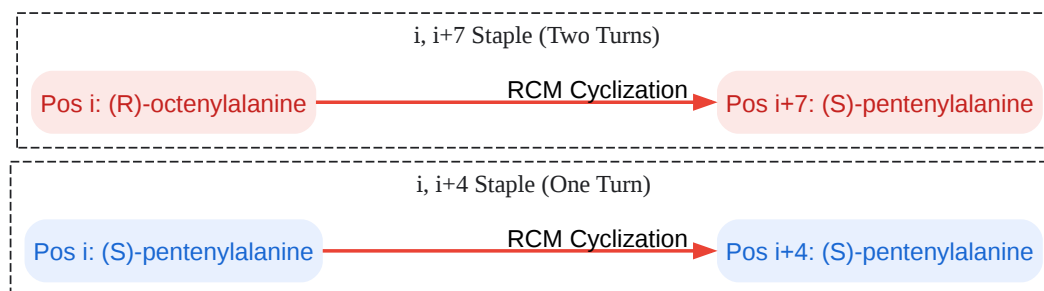 i, i+7 Staple (Two Turns)
Pos i: (R)-octenylalanine
RCM Cyclization
Pos i+7: (S)-pentenylalanine
i, i+4 Staple (One Turn)
Pos i: (S)-pentenylalanine
RCM Cyclization
Pos i+4: (S)-pentenylalanine